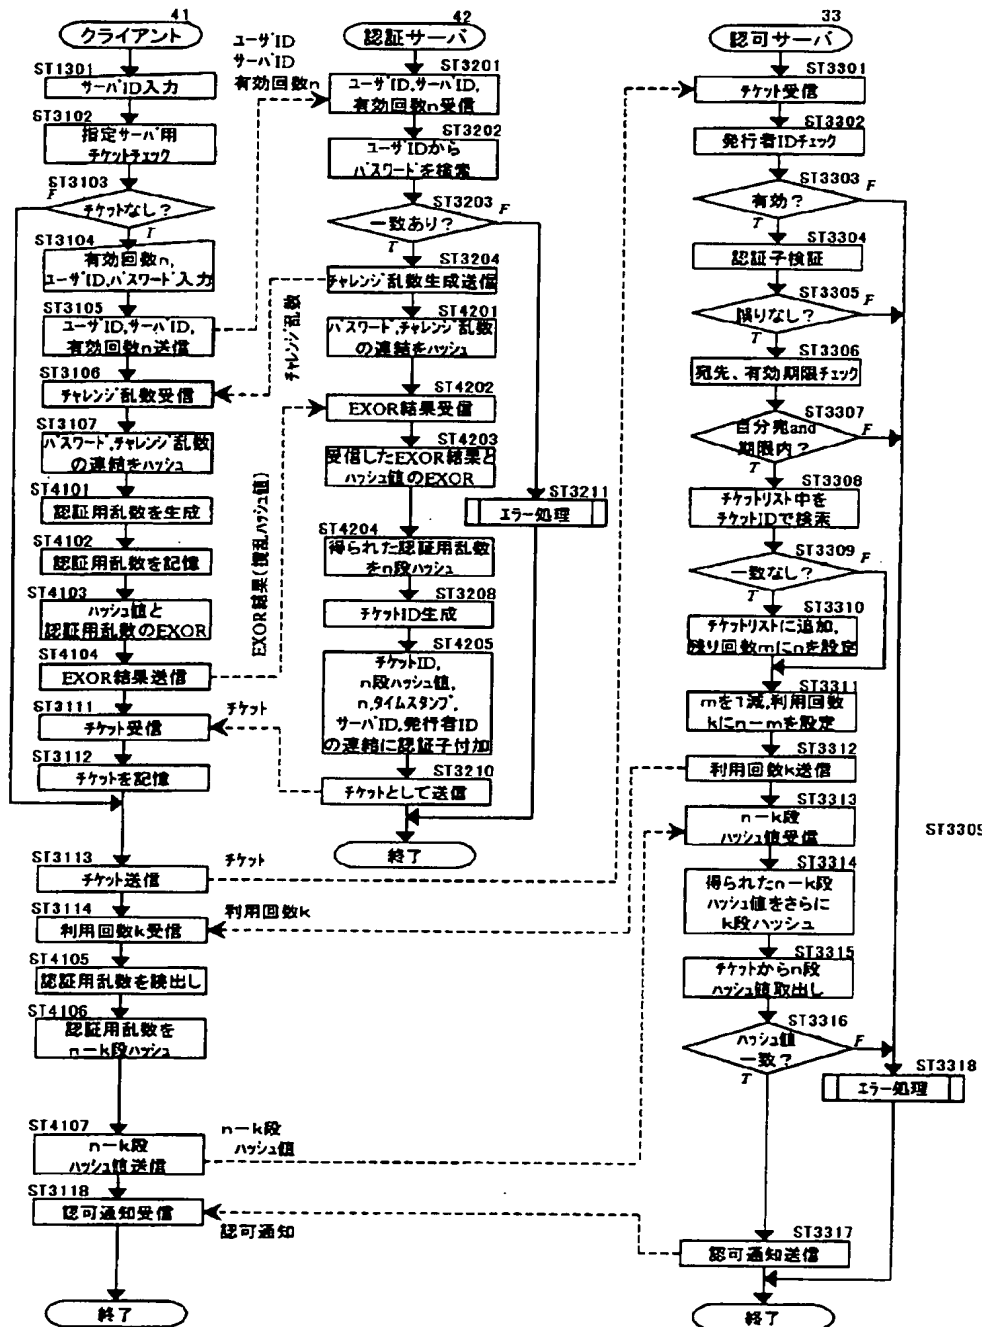 41
クライアント
ST1301
サーバID入力
ST3102
指定サーバ用
チケットチェック
ST3103
F
チケットなし?
T
ST3104
有効回数n,
ユーザID,パスワード入力
ST3105
ユーザID,サーバID,
有効回数n送信
ST3106
チャレンジ乱数受信
ST3107
パスワード,チャレンジ乱数
の連結をハッシュ
ST4101
認証用乱数を生成
ST4102
認証用乱数を記憶
ST4103
ハッシュ値と
認証用乱数のEXOR
ST4104
EXOR結果送信
ST3111
チケット受信
ST3112
チケットを記憶
ST3113
チケット送信
ST3114
利用回数k受信
ST4105
認証用乱数を読出し
ST4106
認証用乱数を
n-k段ハッシュ
ST4107
n-k段
ハッシュ値送信
ST3118
認可通知受信
終了
ユーザID
サーバID
有効回数n
チャレンジ乱数
EXOR結果(撹乱ハッシュ値)
チケット
チケット
利用回数k
n-k段
ハッシュ値
認可通知
42
認証サーバ
ST3201
ユーザID,サーバID,
有効回数n受信
ST3202
ユーザIDから
パスワードを検索
ST3203
F
一致あり?
T
ST3204
チャレンジ乱数生成送信
ST4201
パスワード,チャレンジ乱数
の連結をハッシュ
ST4202
EXOR結果受信
ST4203
受信したEXOR結果と
ハッシュ値のEXOR
ST3211
エラー処理
ST4204
得られた認証用乱数
をn段ハッシュ
ST3208
チケットID生成
ST4205
チケットID,
n段ハッシュ値,
n,タイムスタンプ,
サーバID,発行者ID
の連結に認証子付加
ST3210
チケットとして送信
終了
33
認可サーバ
ST3301
チケット受信
ST3302
発行者IDチェック
ST3303
F
有効?
T
ST3304
認証子検証
ST3305
F
誤りなし?
T
ST3306
宛先、有効期限チェック
ST3307
自分宛and
期限内?
F
T
ST3308
チケットリスト中を
チケットIDで検索
ST3309
F
一致なし?
T
ST3310
チケットリストに追加,
残り回数mにnを設定
ST3311
mを1減,利用回数
kにn-mを設定
ST3312
利用回数k送信
ST3313
n-k段
ハッシュ値受信
ST3314
得られたn-k段
ハッシュ値をさらに
k段ハッシュ
ST3315
チケットからn段
ハッシュ値取出し
ST3316
ハッシュ値
一致?
F
T
ST3318
エラー処理
ST3317
認可通知送信
終了
ST3305